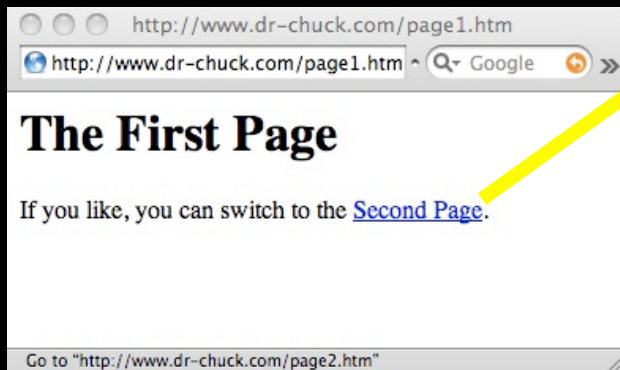 http://www.dr-chuck.com/page1.htm
http://www.dr-chuck.com/page1.htm Google
The First Page
If you like, you can switch to the Second Page.
Go to "http://www.dr-chuck.com/page2.htm"